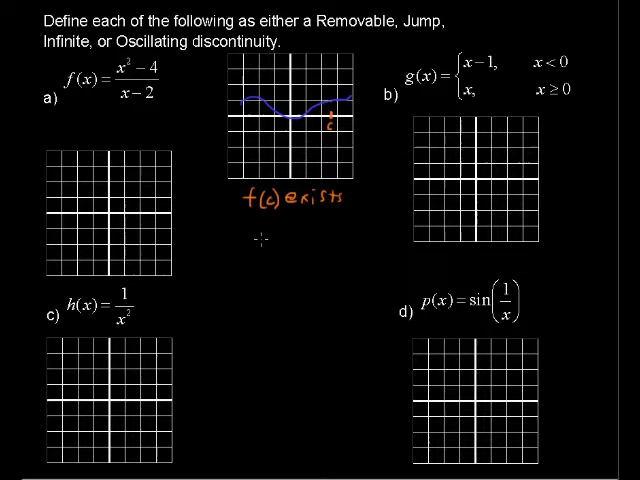 Define each of the following as either a Removable, Jump,
Infinite, or Oscillating discontinuity.
a) f(x) = x² − 4 / x − 2
b) g(x) = { x − 1, x < 0
x, x ≥ 0
c
f(c) exists
c) h(x) = 1 / x²
d) p(x) = sin(1 / x)